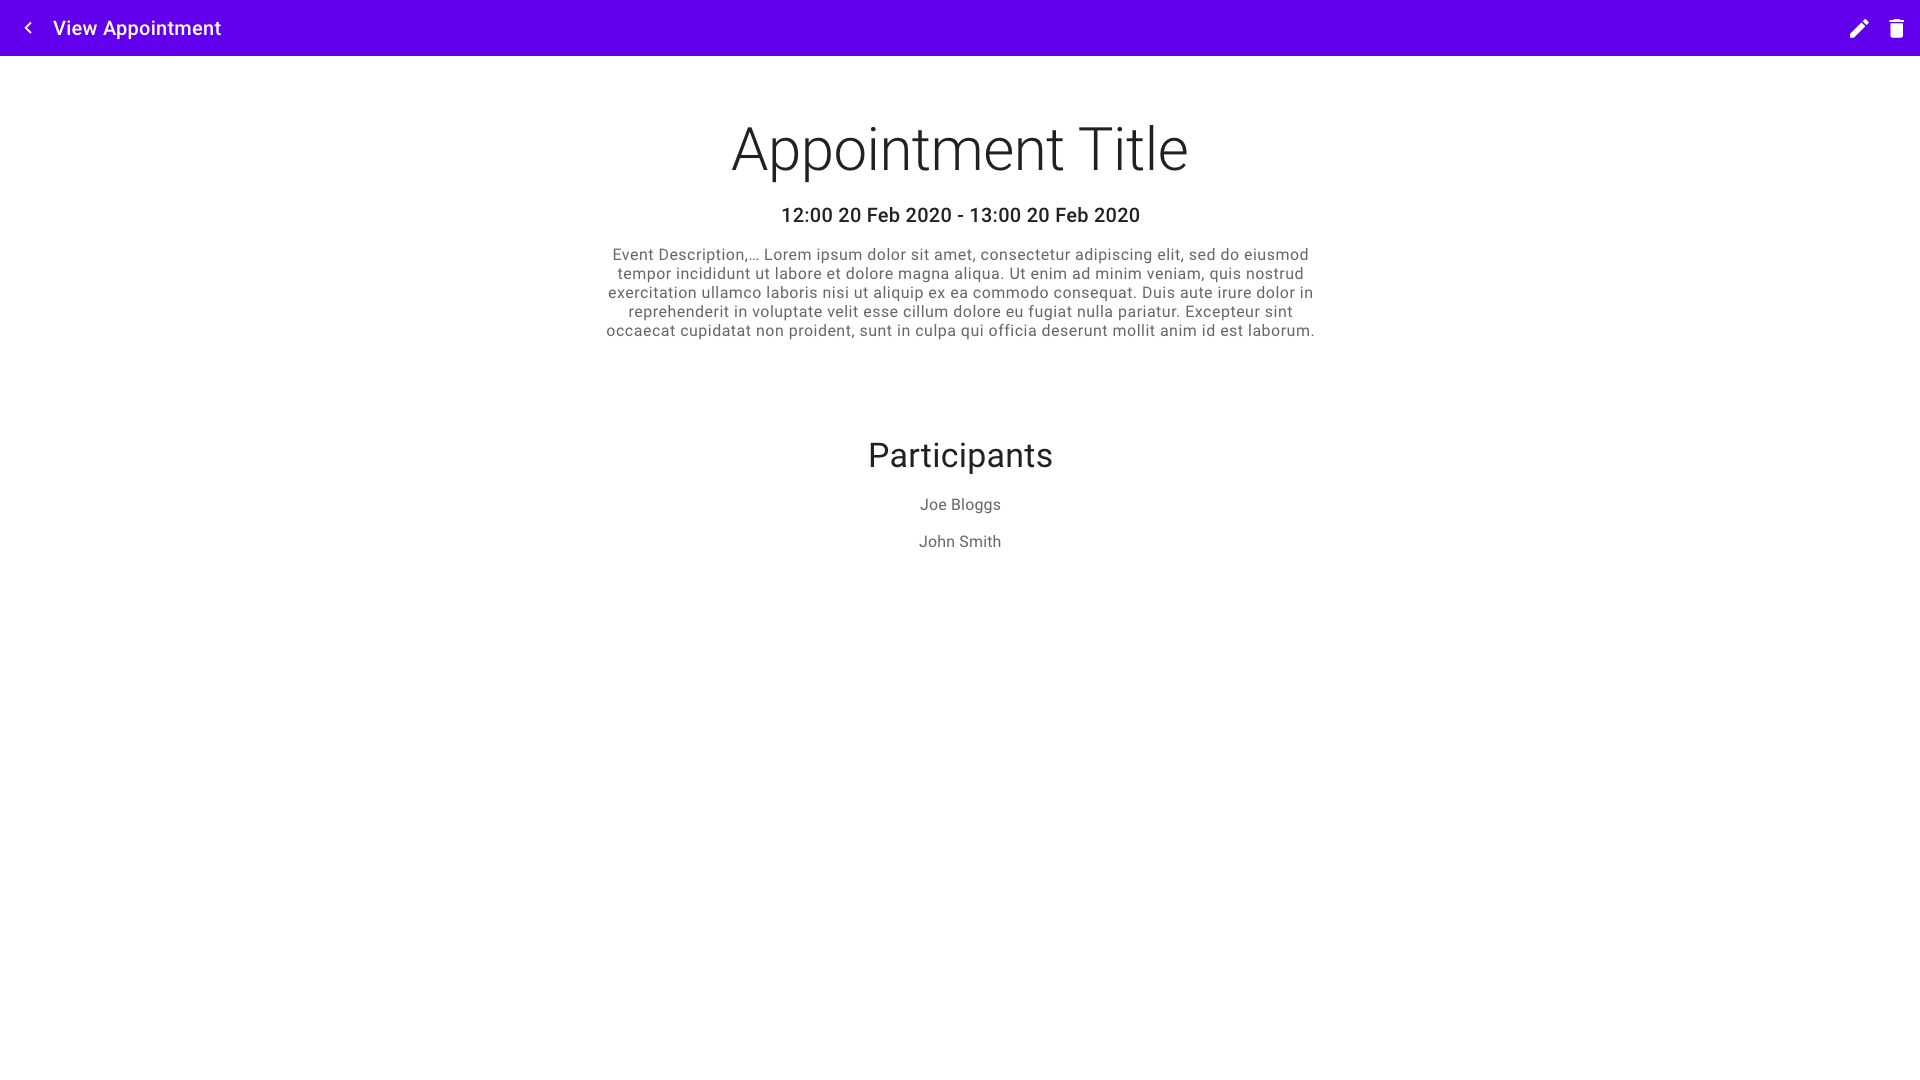 View Appointment
Appointment Title
12:00 20 Feb 2020 - 13:00 20 Feb 2020
Event Description,... Lorem ipsum dolor sit amet, consectetur adipiscing elit, sed do eiusmod
tempor incididunt ut labore et dolore magna aliqua. Ut enim ad minim veniam, quis nostrud
exercitation ullamco laboris nisi ut aliquip ex ea commodo consequat. Duis aute irure dolor in
reprehenderit in voluptate velit esse cillum dolore eu fugiat nulla pariatur. Excepteur sint
occaecat cupidatat non proident, sunt in culpa qui officia deserunt mollit anim id est laborum.
Participants
Joe Bloggs
John Smith